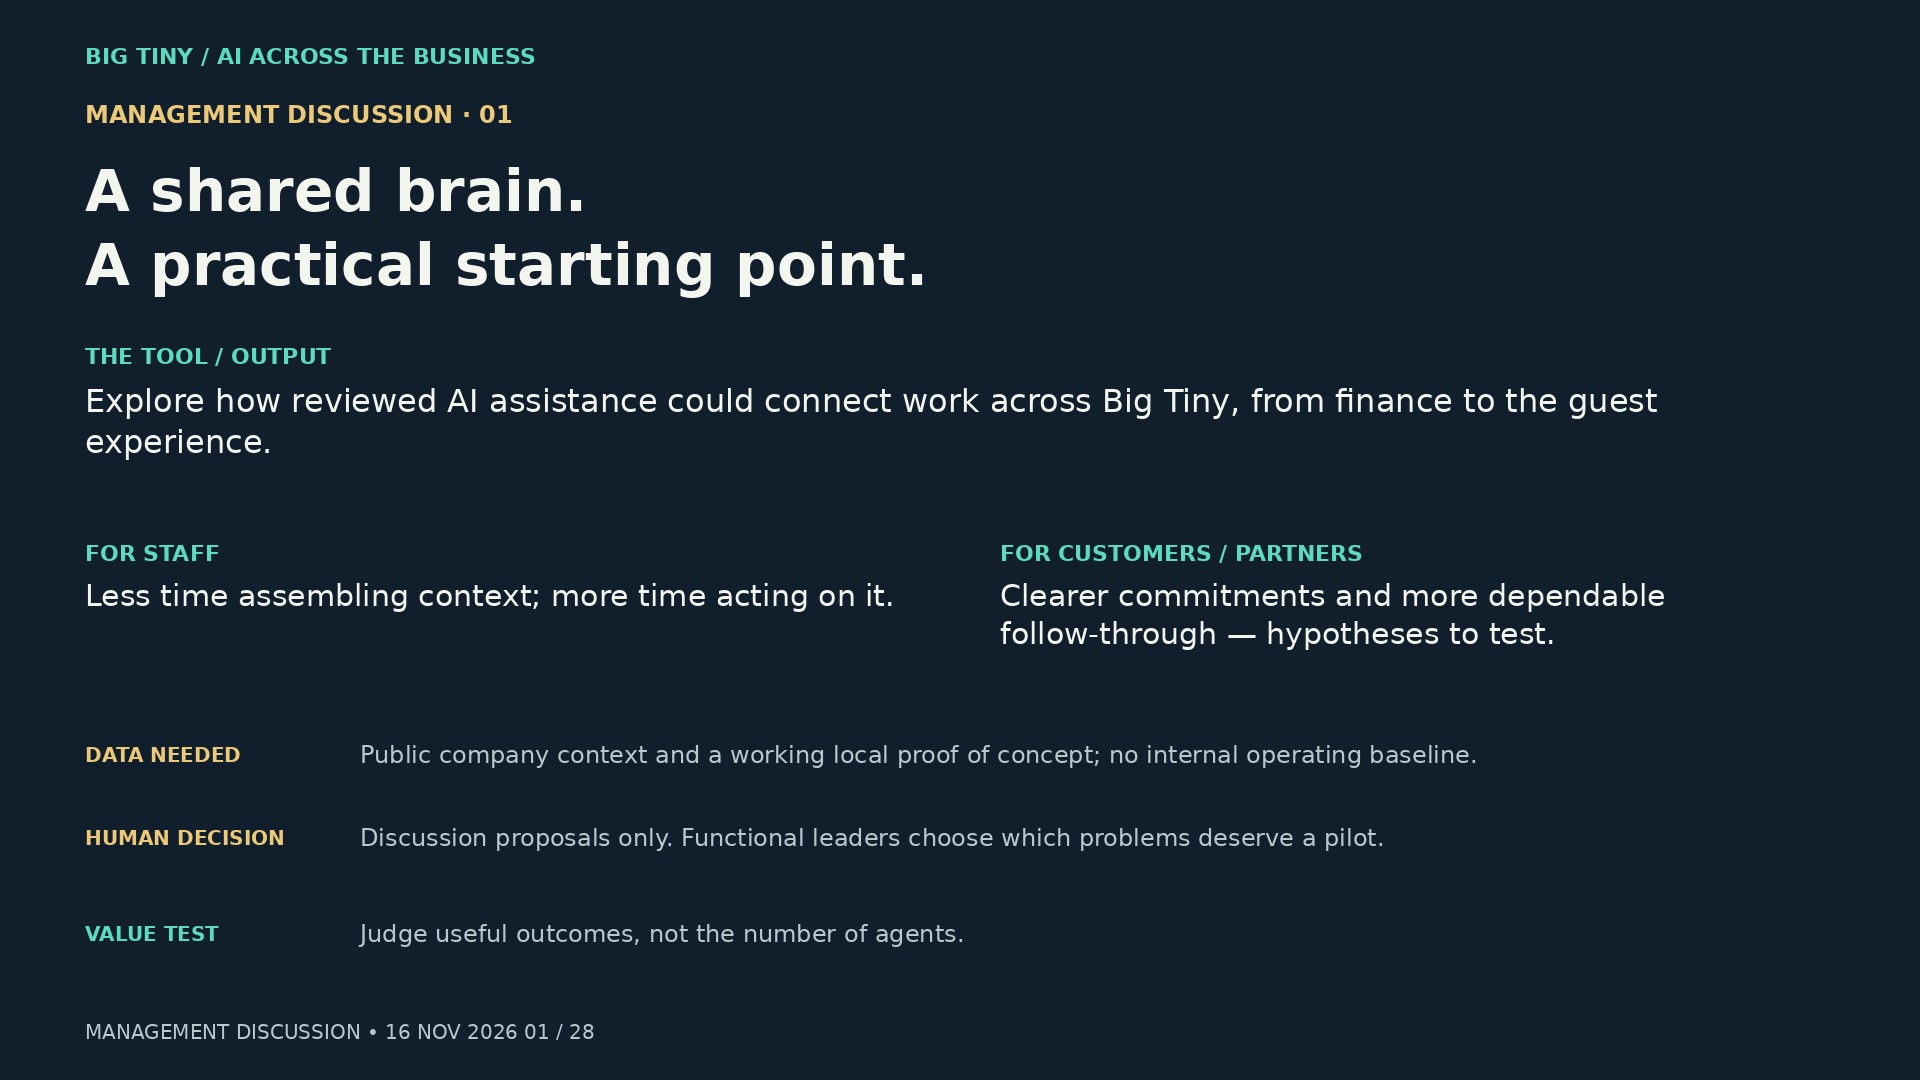 BIG TINY / AI ACROSS THE BUSINESS
MANAGEMENT DISCUSSION · 01
A shared brain.
A practical starting point.
THE TOOL / OUTPUT
Explore how reviewed AI assistance could connect work across Big Tiny, from finance to the guest
experience.
FOR STAFF
Less time assembling context; more time acting on it.
FOR CUSTOMERS / PARTNERS
Clearer commitments and more dependable
follow-through — hypotheses to test.
DATA NEEDED Public company context and a working local proof of concept; no internal operating baseline.
HUMAN DECISION Discussion proposals only. Functional leaders choose which problems deserve a pilot.
VALUE TEST Judge useful outcomes, not the number of agents.
MANAGEMENT DISCUSSION • 16 NOV 2026 01 / 28